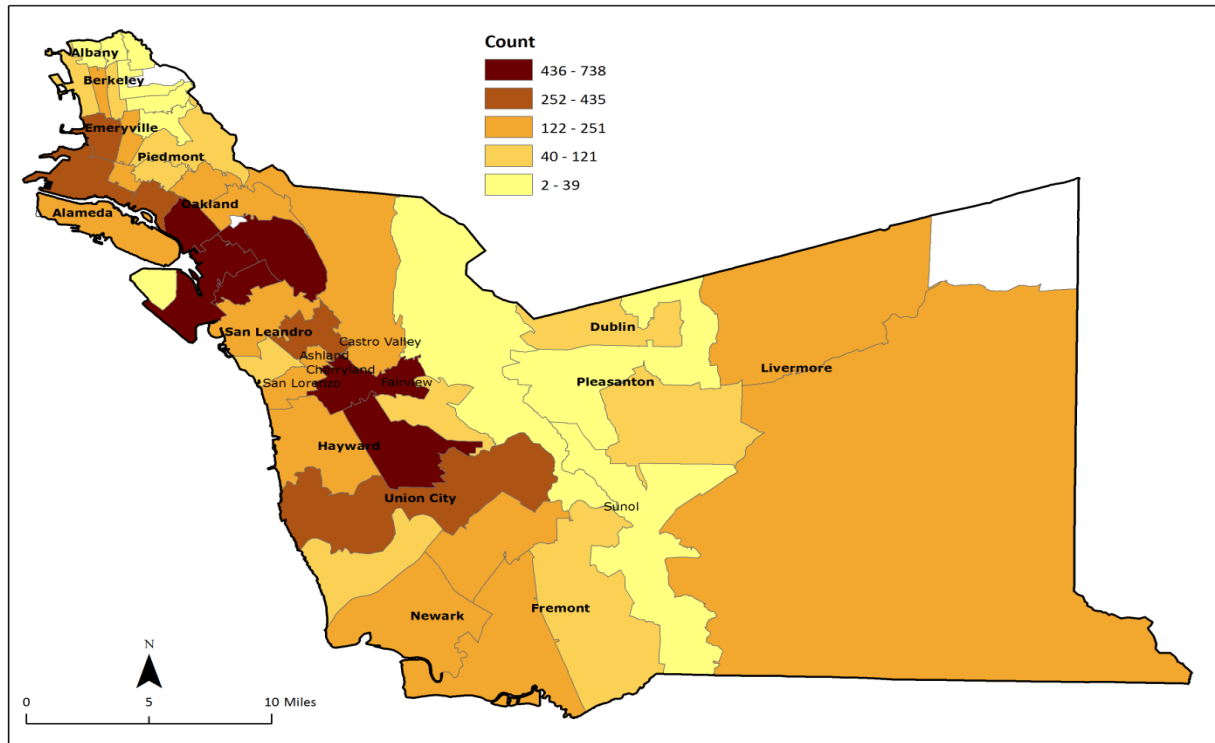 Count
436 - 738
252 - 435
122 - 251
40 - 121
2 - 39
Albany
Berkeley
Emeryville
Piedmont
Oakland
Alameda
San Leandro
Castro Valley
Ashland
Cherryland
San Lorenzo
Fairview
Dublin
Pleasanton
Livermore
Hayward
Union City
Sunol
Newark
Fremont
N
0 5 10 Miles